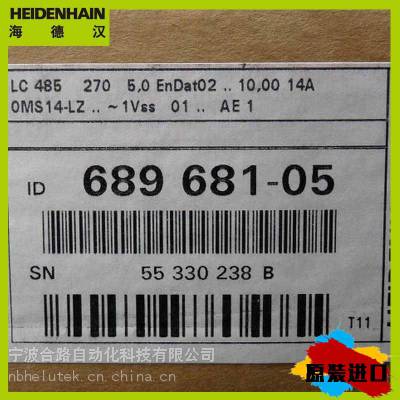 HEIDENHAIN
海德汉
LC 485 270 5,0 EnDat02 .. 10,00 14A
0MS14-LZ .. ~1Vss 01 .. AE 1
ID 689 681-05
SN 55 330 238 B
T11
宁波合路自动化科技有限公司
nbhelutek.cn.china.cn
原装进口